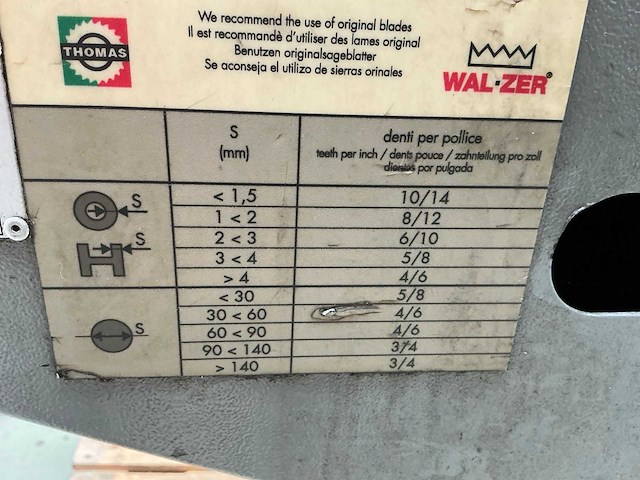 THOMAS
We recommend the use of original blades
Il est recommandè d'utiliser des lames original
Benutzen originalsageblatter
Se aconseja el utilizo de sierras orinales
WAL-ZER®
S
(mm)
denti per pollice
teeth per inch / dents pouce / zahnteilung pro zoll
dientes por pulgada
S
< 1,5 10/14
1 < 2 8/12
S
2 < 3 6/10
3 < 4 5/8
> 4 4/6
S
< 30 5/8
30 < 60 4/6
60 < 90 4/6
90 < 140 3/4
> 140 3/4